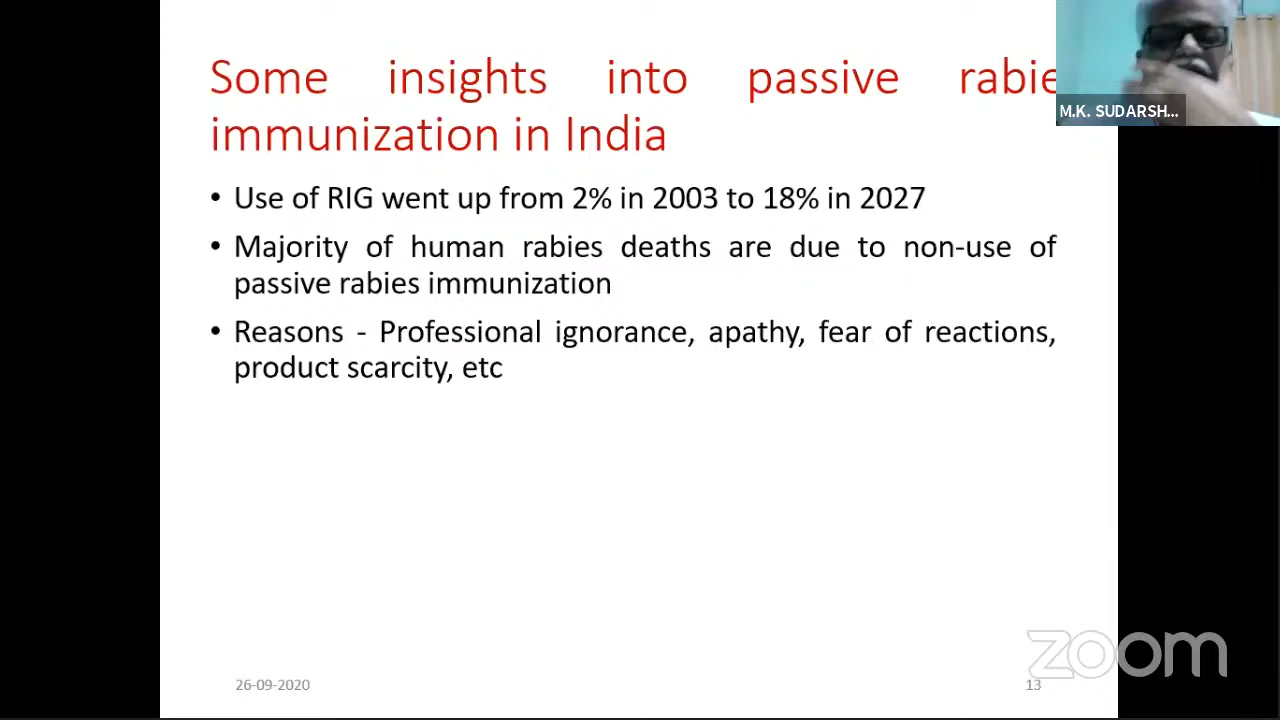 Some insights into passive rabie
immunization in India
• Use of RIG went up from 2% in 2003 to 18% in 2027
• Majority of human rabies deaths are due to non-use of
passive rabies immunization
• Reasons - Professional ignorance, apathy, fear of reactions,
product scarcity, etc
M.K. SUDARSH...
26-09-2020
13
zoom